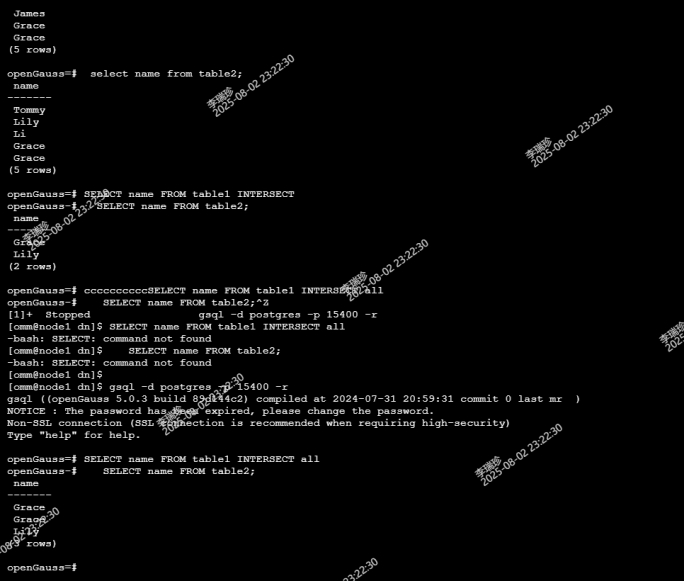 James
Grace
Grace
(5 rows)
openGauss=#  select name from table2;
name
-------
Tommy
Lily
Li
Grace
Grace
(5 rows)
openGauss=# SELECT name FROM table1 INTERSECT
openGauss-#   SELECT name FROM table2;
name
-------
Grace
Lily
(2 rows)
openGauss=# ccccccccccSELECT name FROM table1 INTERSECT all
openGauss-#    SELECT name FROM table2;^Z
[1]+  Stopped                 gsql -d postgres -p 15400 -r
[omm@node1 dn]$ SELECT name FROM table1 INTERSECT all
-bash: SELECT: command not found
[omm@node1 dn]$    SELECT name FROM table2;
-bash: SELECT: command not found
[omm@node1 dn]$
[omm@node1 dn]$ gsql -d postgres -p 15400 -r
gsql ((openGauss 5.0.3 build 89d144c2) compiled at 2024-07-31 20:59:31 commit 0 last mr  )
NOTICE : The password has been expired, please change the password.
Non-SSL connection (SSL connection is recommended when requiring high-security)
Type "help" for help.
openGauss=# SELECT name FROM table1 INTERSECT all
openGauss-#    SELECT name FROM table2;
name
-------
Grace
Grace
Lily
(3 rows)
openGauss=#
李瑞珍
2025-08-02 23:22:30
李瑞珍
2025-08-02 23:22:30
李瑞珍
2025-08-02 23:22:30
李瑞珍
2025-08-02 23:22:30
李瑞珍
2025
李瑞珍
2025-08-02 23:22:30
李瑞珍
2025-08-02 23:22:30
-08-02 23:22:30
23:22:30